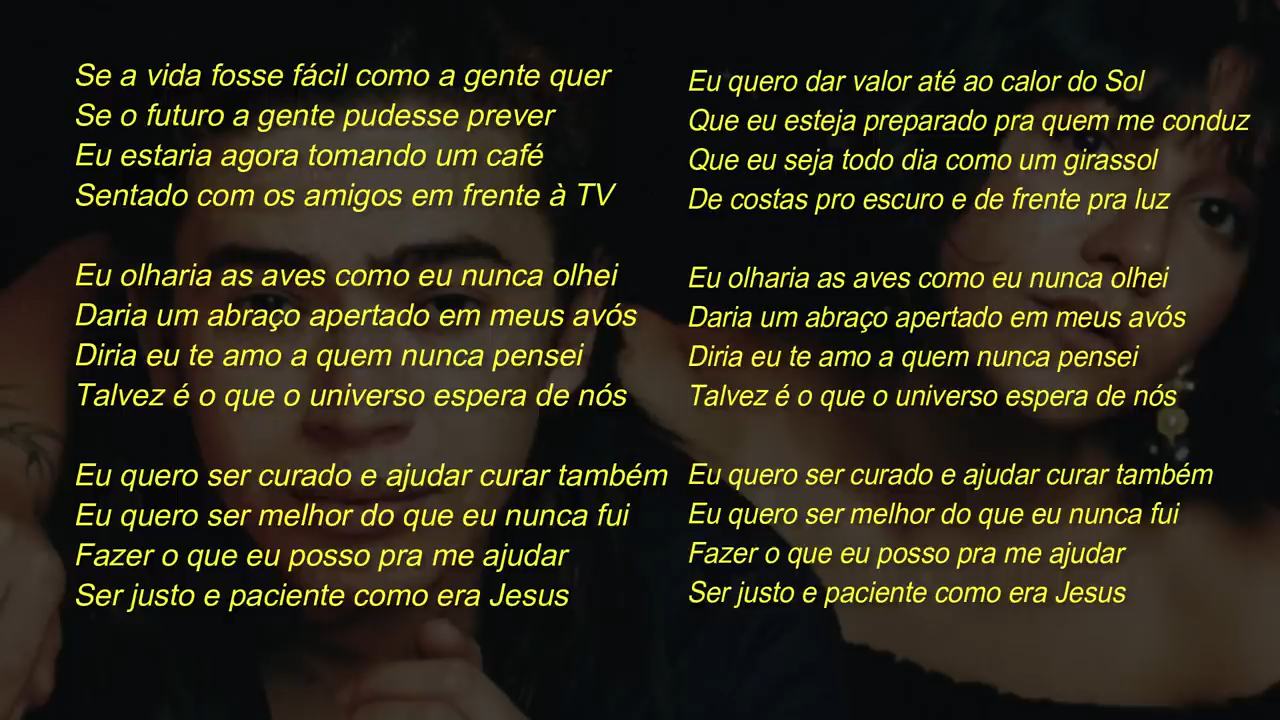 Se a vida fosse fácil como a gente quer
Se o futuro a gente pudesse prever
Eu estaria agora tomando um café
Sentado com os amigos em frente à TV
Eu olharia as aves como eu nunca olhei
Daria um abraço apertado em meus avós
Diria eu te amo a quem nunca pensei
Talvez é o que o universo espera de nós
Eu quero ser curado e ajudar curar também
Eu quero ser melhor do que eu nunca fui
Fazer o que eu posso pra me ajudar
Ser justo e paciente como era Jesus
Eu quero dar valor até ao calor do Sol
Que eu esteja preparado pra quem me conduz
Que eu seja todo dia como um girassol
De costas pro escuro e de frente pra luz
Eu olharia as aves como eu nunca olhei
Daria um abraço apertado em meus avós
Diria eu te amo a quem nunca pensei
Talvez é o que o universo espera de nós
Eu quero ser curado e ajudar curar também
Eu quero ser melhor do que eu nunca fui
Fazer o que eu posso pra me ajudar
Ser justo e paciente como era Jesus